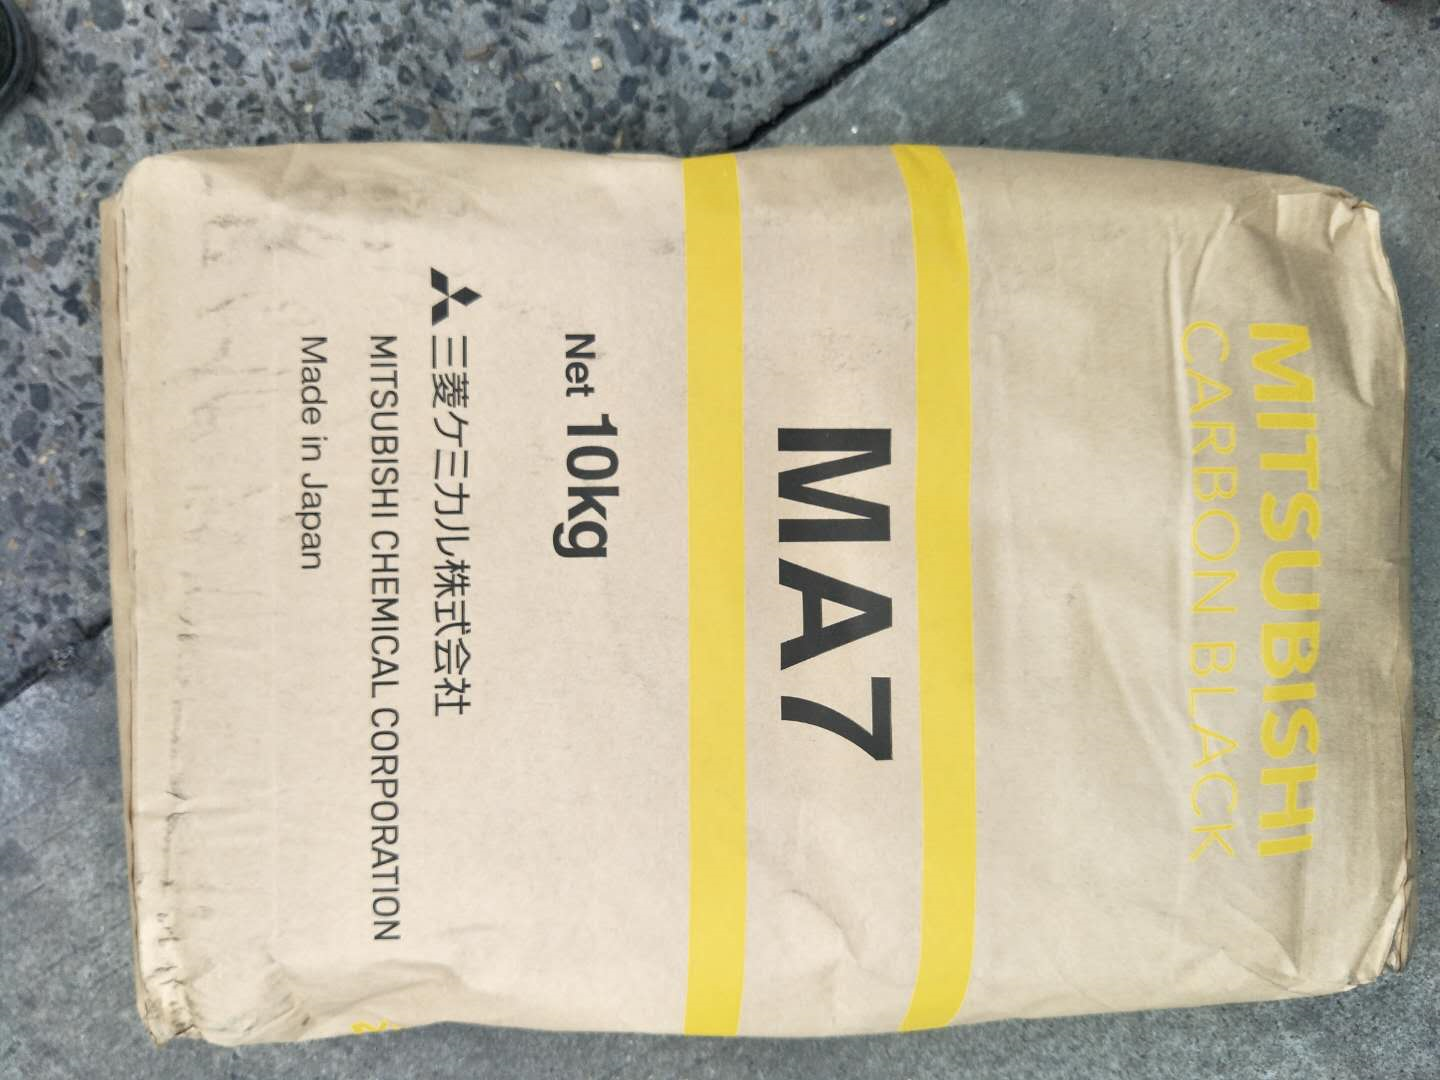 MITSUBISHI
CARBON BLACK
MA7
Net 10kg
三菱ケミカル株式会社
MITSUBISHI CHEMICAL CORPORATION
Made in Japan